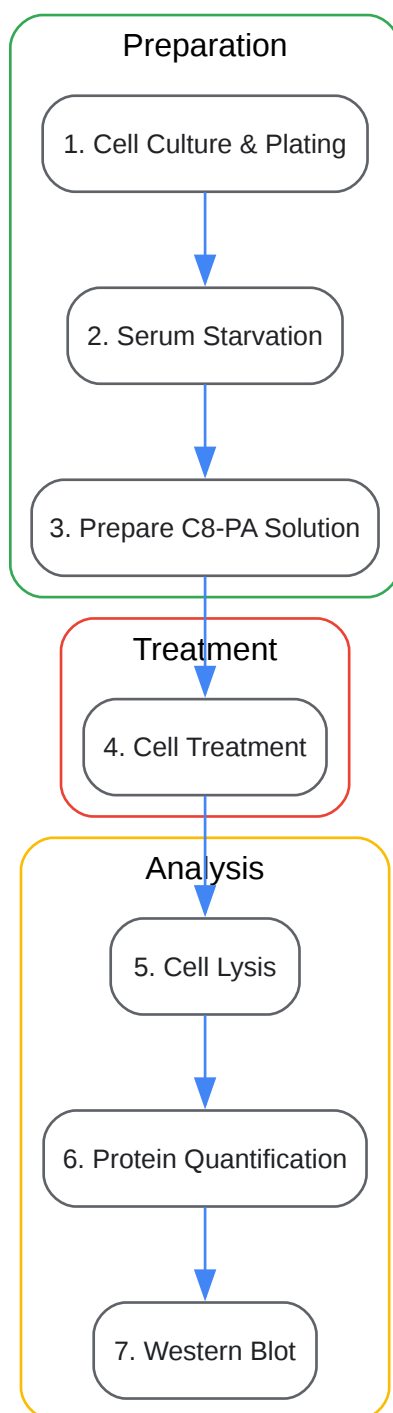 Preparation
1. Cell Culture & Plating
2. Serum Starvation
3. Prepare C8-PA Solution
Treatment
4. Cell Treatment
Analysis
5. Cell Lysis
6. Protein Quantification
7. Western Blot